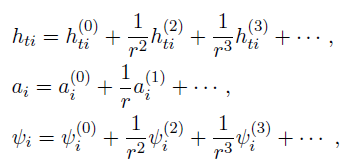 h_{ti} = h_{ti}^{(0)} + \frac{1}{r^2} h_{ti}^{(2)} + \frac{1}{r^3} h_{ti}^{(3)} + \cdots ,
a_i = a_i^{(0)} + \frac{1}{r} a_i^{(1)} + \cdots ,
\psi_i = \psi_i^{(0)} + \frac{1}{r^2} \psi_i^{(2)} + \frac{1}{r^3} \psi_i^{(3)} + \cdots ,